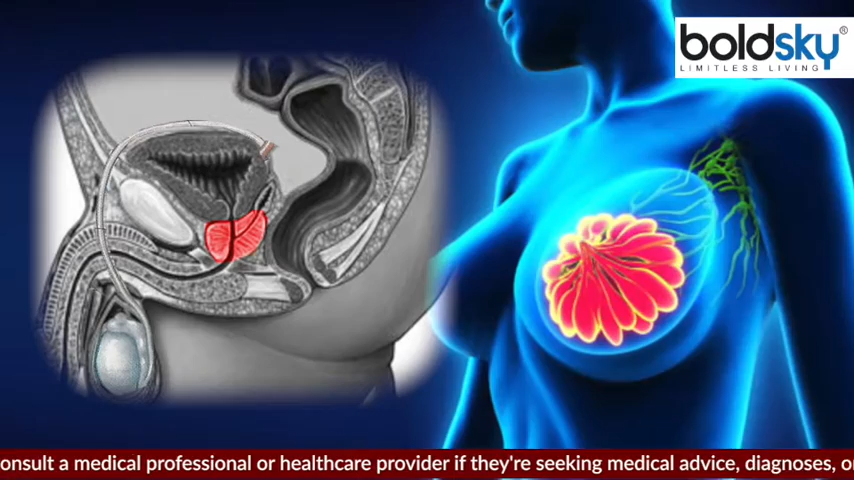 boldsky®
LIMITLESS LIVING
onsult a medical professional or healthcare provider if they're seeking medical advice, diagnoses, o